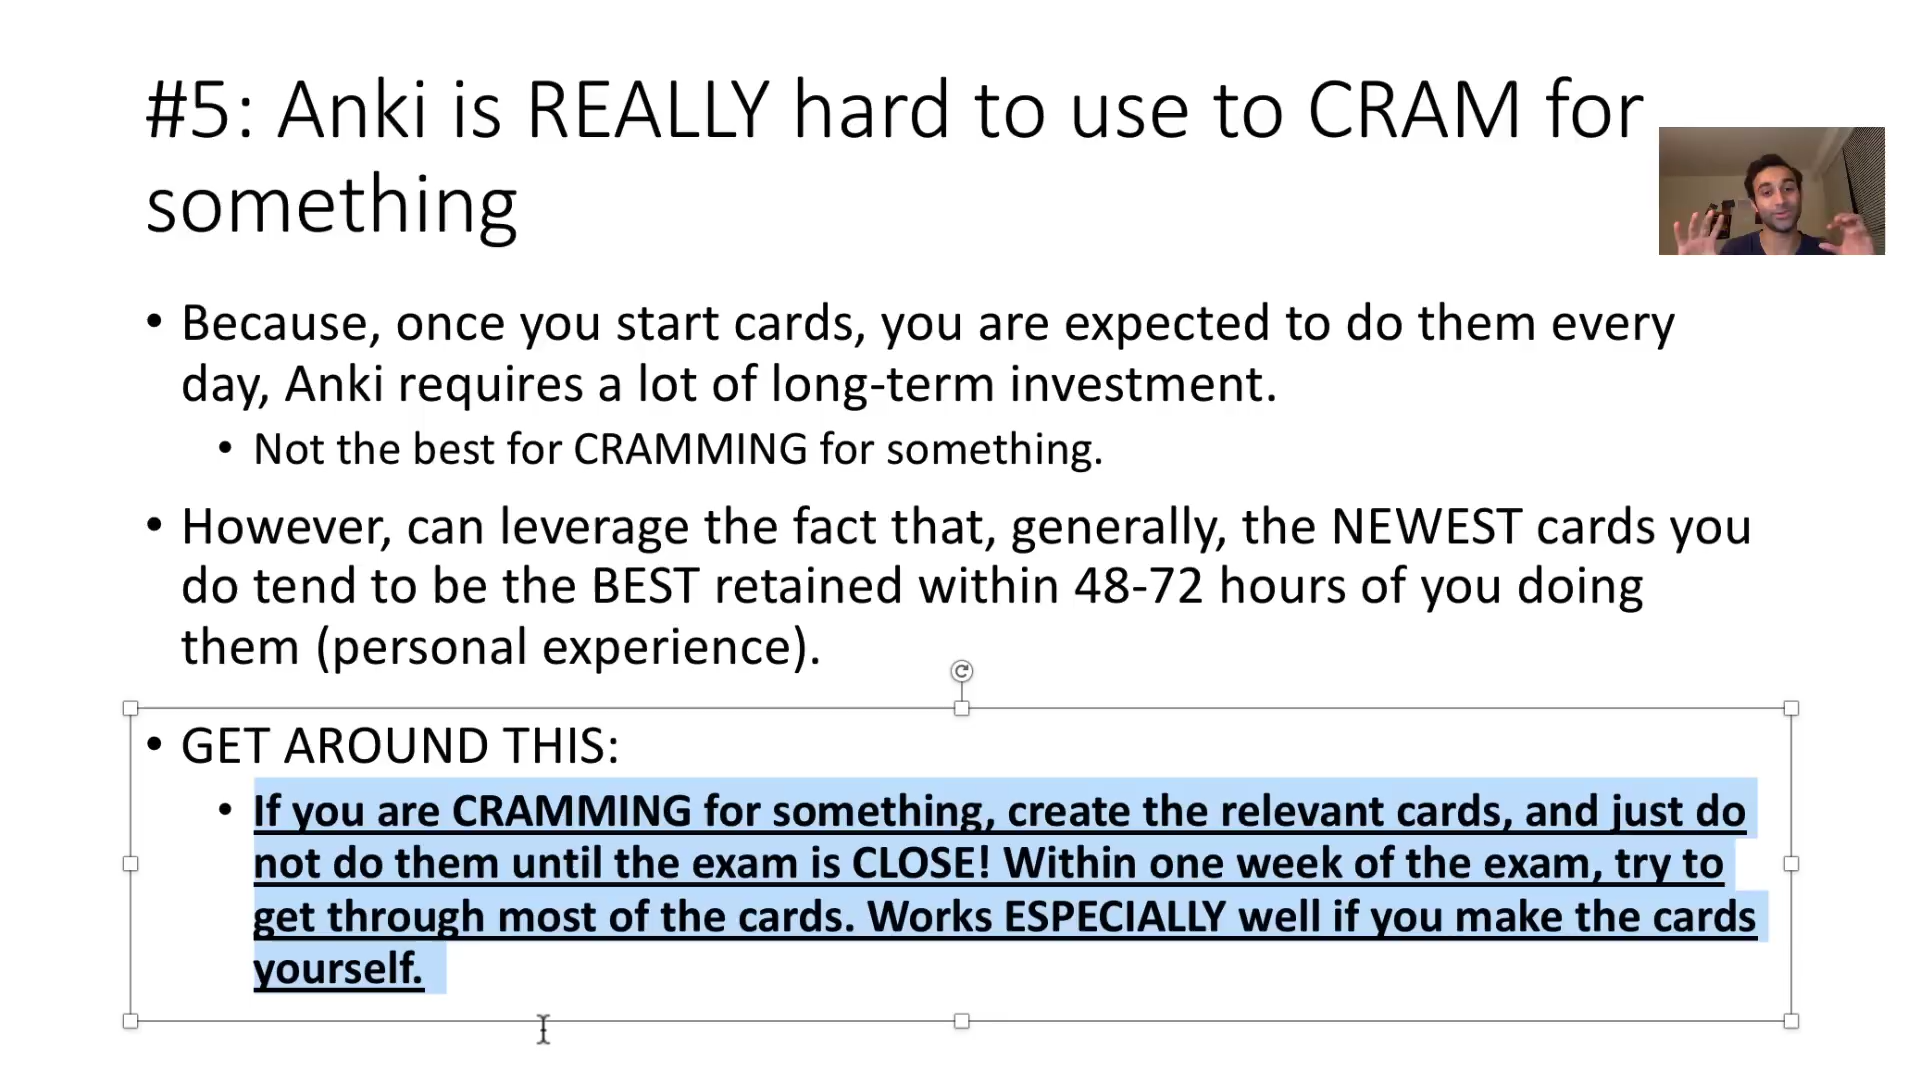 #5: Anki is REALLY hard to use to CRAM for
something
• Because, once you start cards, you are expected to do them every
day, Anki requires a lot of long-term investment.
• Not the best for CRAMMING for something.
• However, can leverage the fact that, generally, the NEWEST cards you
do tend to be the BEST retained within 48-72 hours of you doing
them (personal experience).
• GET AROUND THIS:
• If you are CRAMMING for something, create the relevant cards, and just do
not do them until the exam is CLOSE! Within one week of the exam, try to
get through most of the cards. Works ESPECIALLY well if you make the cards
yourself.